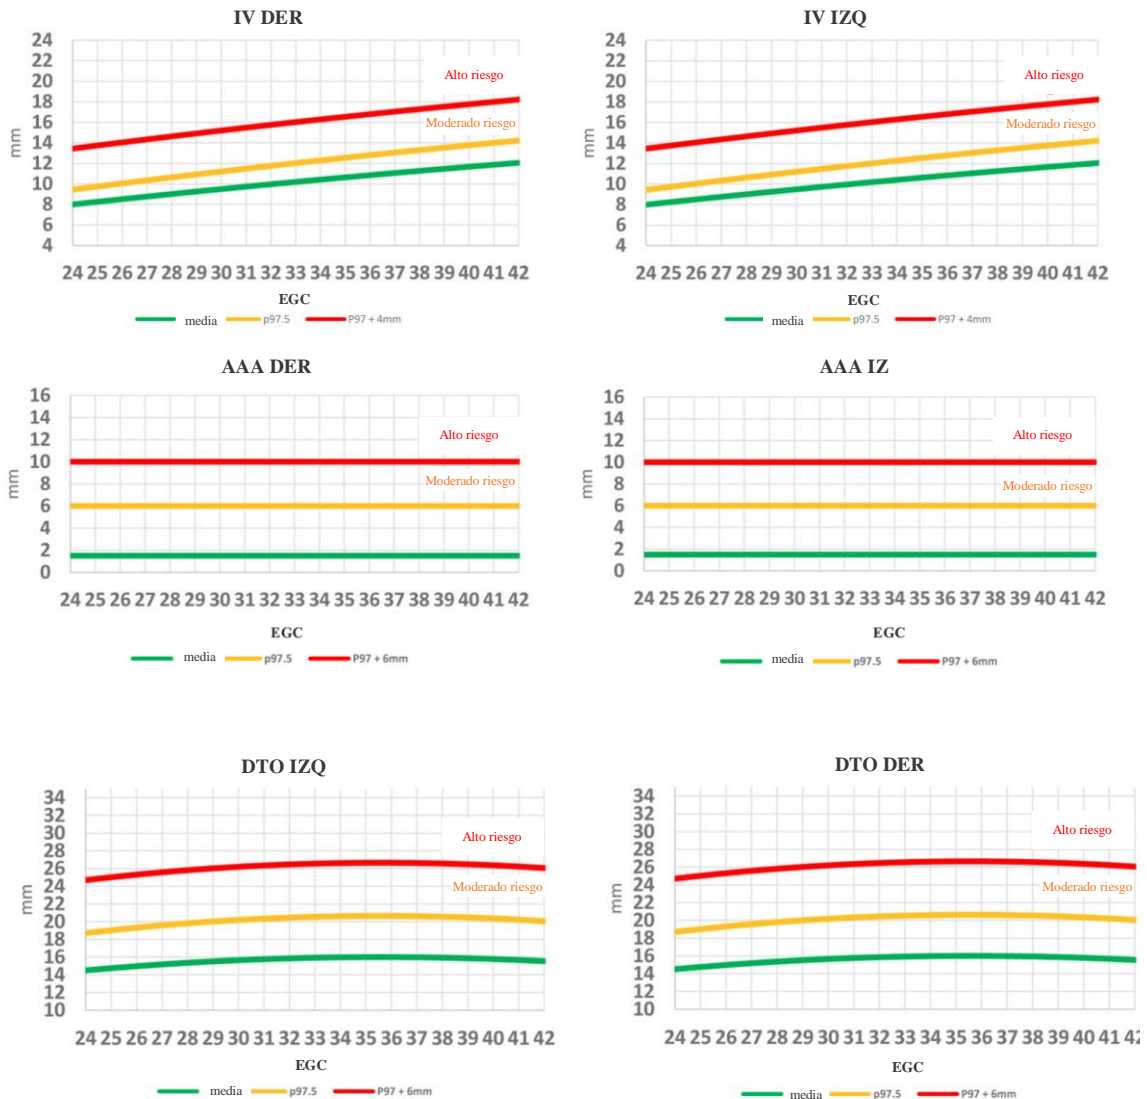 IV DER
24
22
20
18
16
14
12
10
8
6
4
mm
Alto riesgo
Moderado riesgo
24 25 26 27 28 29 30 31 32 33 34 35 36 37 38 39 40 41 42
EGC
media p97.5 P97 + 4mm
IV IZQ
24
22
20
18
16
14
12
10
8
6
4
mm
Alto riesgo
Moderado riesgo
24 25 26 27 28 29 30 31 32 33 34 35 36 37 38 39 40 41 42
EGC
media p97.5 P97 + 4mm
AAA DER
16
14
12
10
8
6
4
2
0
mm
Alto riesgo
Moderado riesgo
24 25 26 27 28 29 30 31 32 33 34 35 36 37 38 39 40 41 42
EGC
media p97.5 P97 + 6mm
AAA IZ
16
14
12
10
8
6
4
2
0
mm
Alto riesgo
Moderado riesgo
24 25 26 27 28 29 30 31 32 33 34 35 36 37 38 39 40 41 42
EGC
media p97.5 P97 + 6mm
DTO IZQ
34
32
30
28
26
24
22
20
18
16
14
12
10
mm
Alto riesgo
Moderado riesgo
24 25 26 27 28 29 30 31 32 33 34 35 36 37 38 39 40 41 42
EGC
media p97.5 P97 + 6mm
DTO DER
34
32
30
28
26
24
22
20
18
16
14
12
10
mm
Alto riesgo
Moderado riesgo
24 25 26 27 28 29 30 31 32 33 34 35 36 37 38 39 40 41 42
EGC
media p97.5 P97 + 6mm